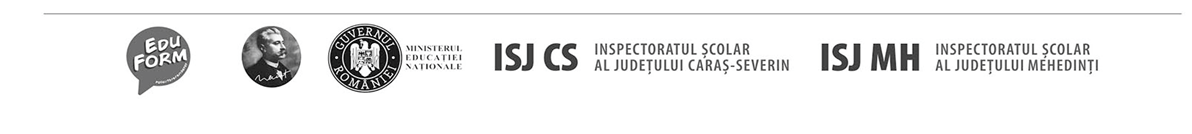 EDU
FORM
GUVERNUL
ROMÂNIEI
MINISTERUL
EDUCAȚIEI
NAȚIONALE
ISJ CS
INSPECTORATUL ȘCOLAR
AL JUDEȚULUI CARAȘ-SEVERIN
ISJ MH
INSPECTORATUL ȘCOLAR
AL JUDEȚULUI MEHEDINȚI